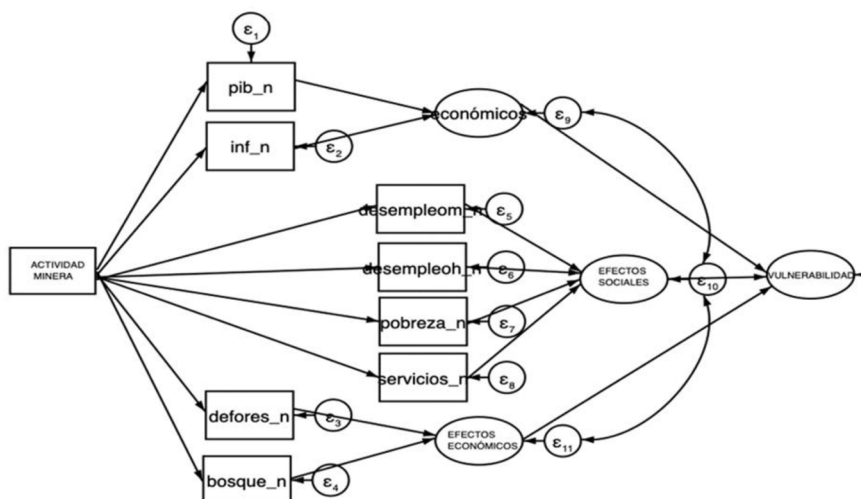 ε1
pib_n
económicos
ε9
inf_n
ε2
desempleom_n
ε5
ACTIVIDAD
MINERA
desempleoh_n
ε6
EFECTOS
SOCIALES
ε10
VULNERABILIDAD
pobreza_n
ε7
servicios_n
ε8
defores_n
ε3
EFECTOS
ECONÓMICOS
ε11
bosque_n
ε4